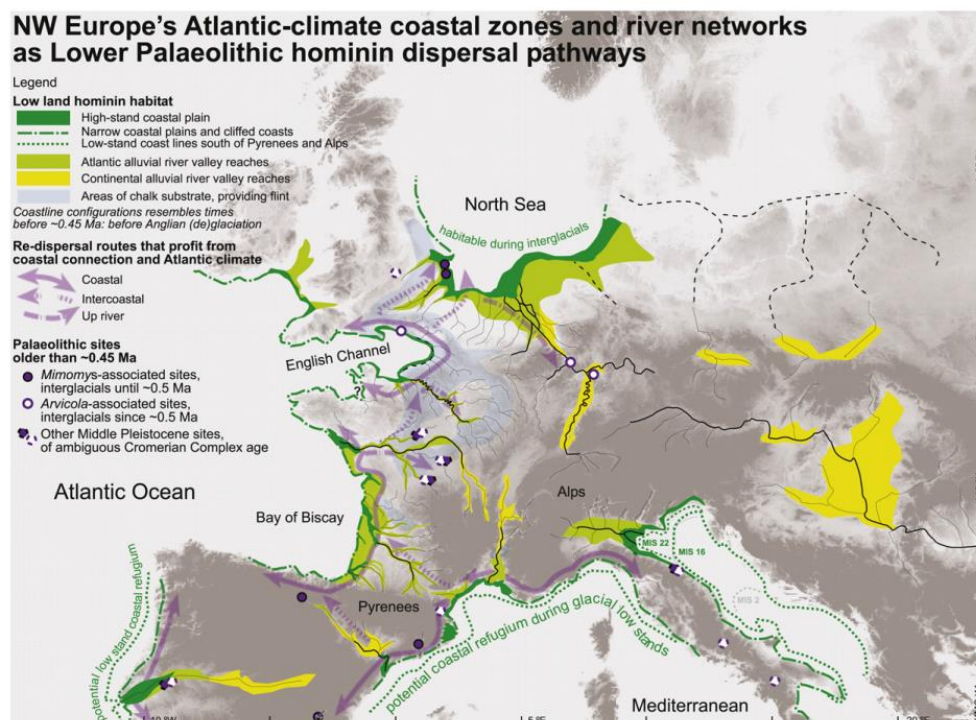 NW Europe's Atlantic-climate coastal zones and river networks
as Lower Palaeolithic hominin dispersal pathways
Legend
Low land hominin habitat
High-stand coastal plain
Narrow coastal plains and cliffed coasts
Low-stand coast lines south of Pyrenees and Alps
Atlantic alluvial river valley reaches
Continental alluvial river valley reaches
Areas of chalk substrate, providing flint
Coastline configurations resembles times
before ~0.45 Ma: before Anglian (de)glaciation
Re-dispersal routes that profit from
coastal connection and Atlantic climate
Coastal
Intercoastal
Up river
Palaeolithic sites
older than ~0.45 Ma
Mimomys-associated sites,
interglacials until ~0.5 Ma
Arvicola-associated sites,
interglacials since ~0.5 Ma
Other Middle Pleistocene sites,
of ambiguous Cromerian Complex age
North Sea
habitable during interglacials
English Channel
?
Atlantic Ocean
Bay of Biscay
Alps
MIS 22
MIS 16
MIS 2
Pyrenees
potential coastal refugium during glacial low stands
potential low stand coastal refugium
Mediterranean
10°W
5°E